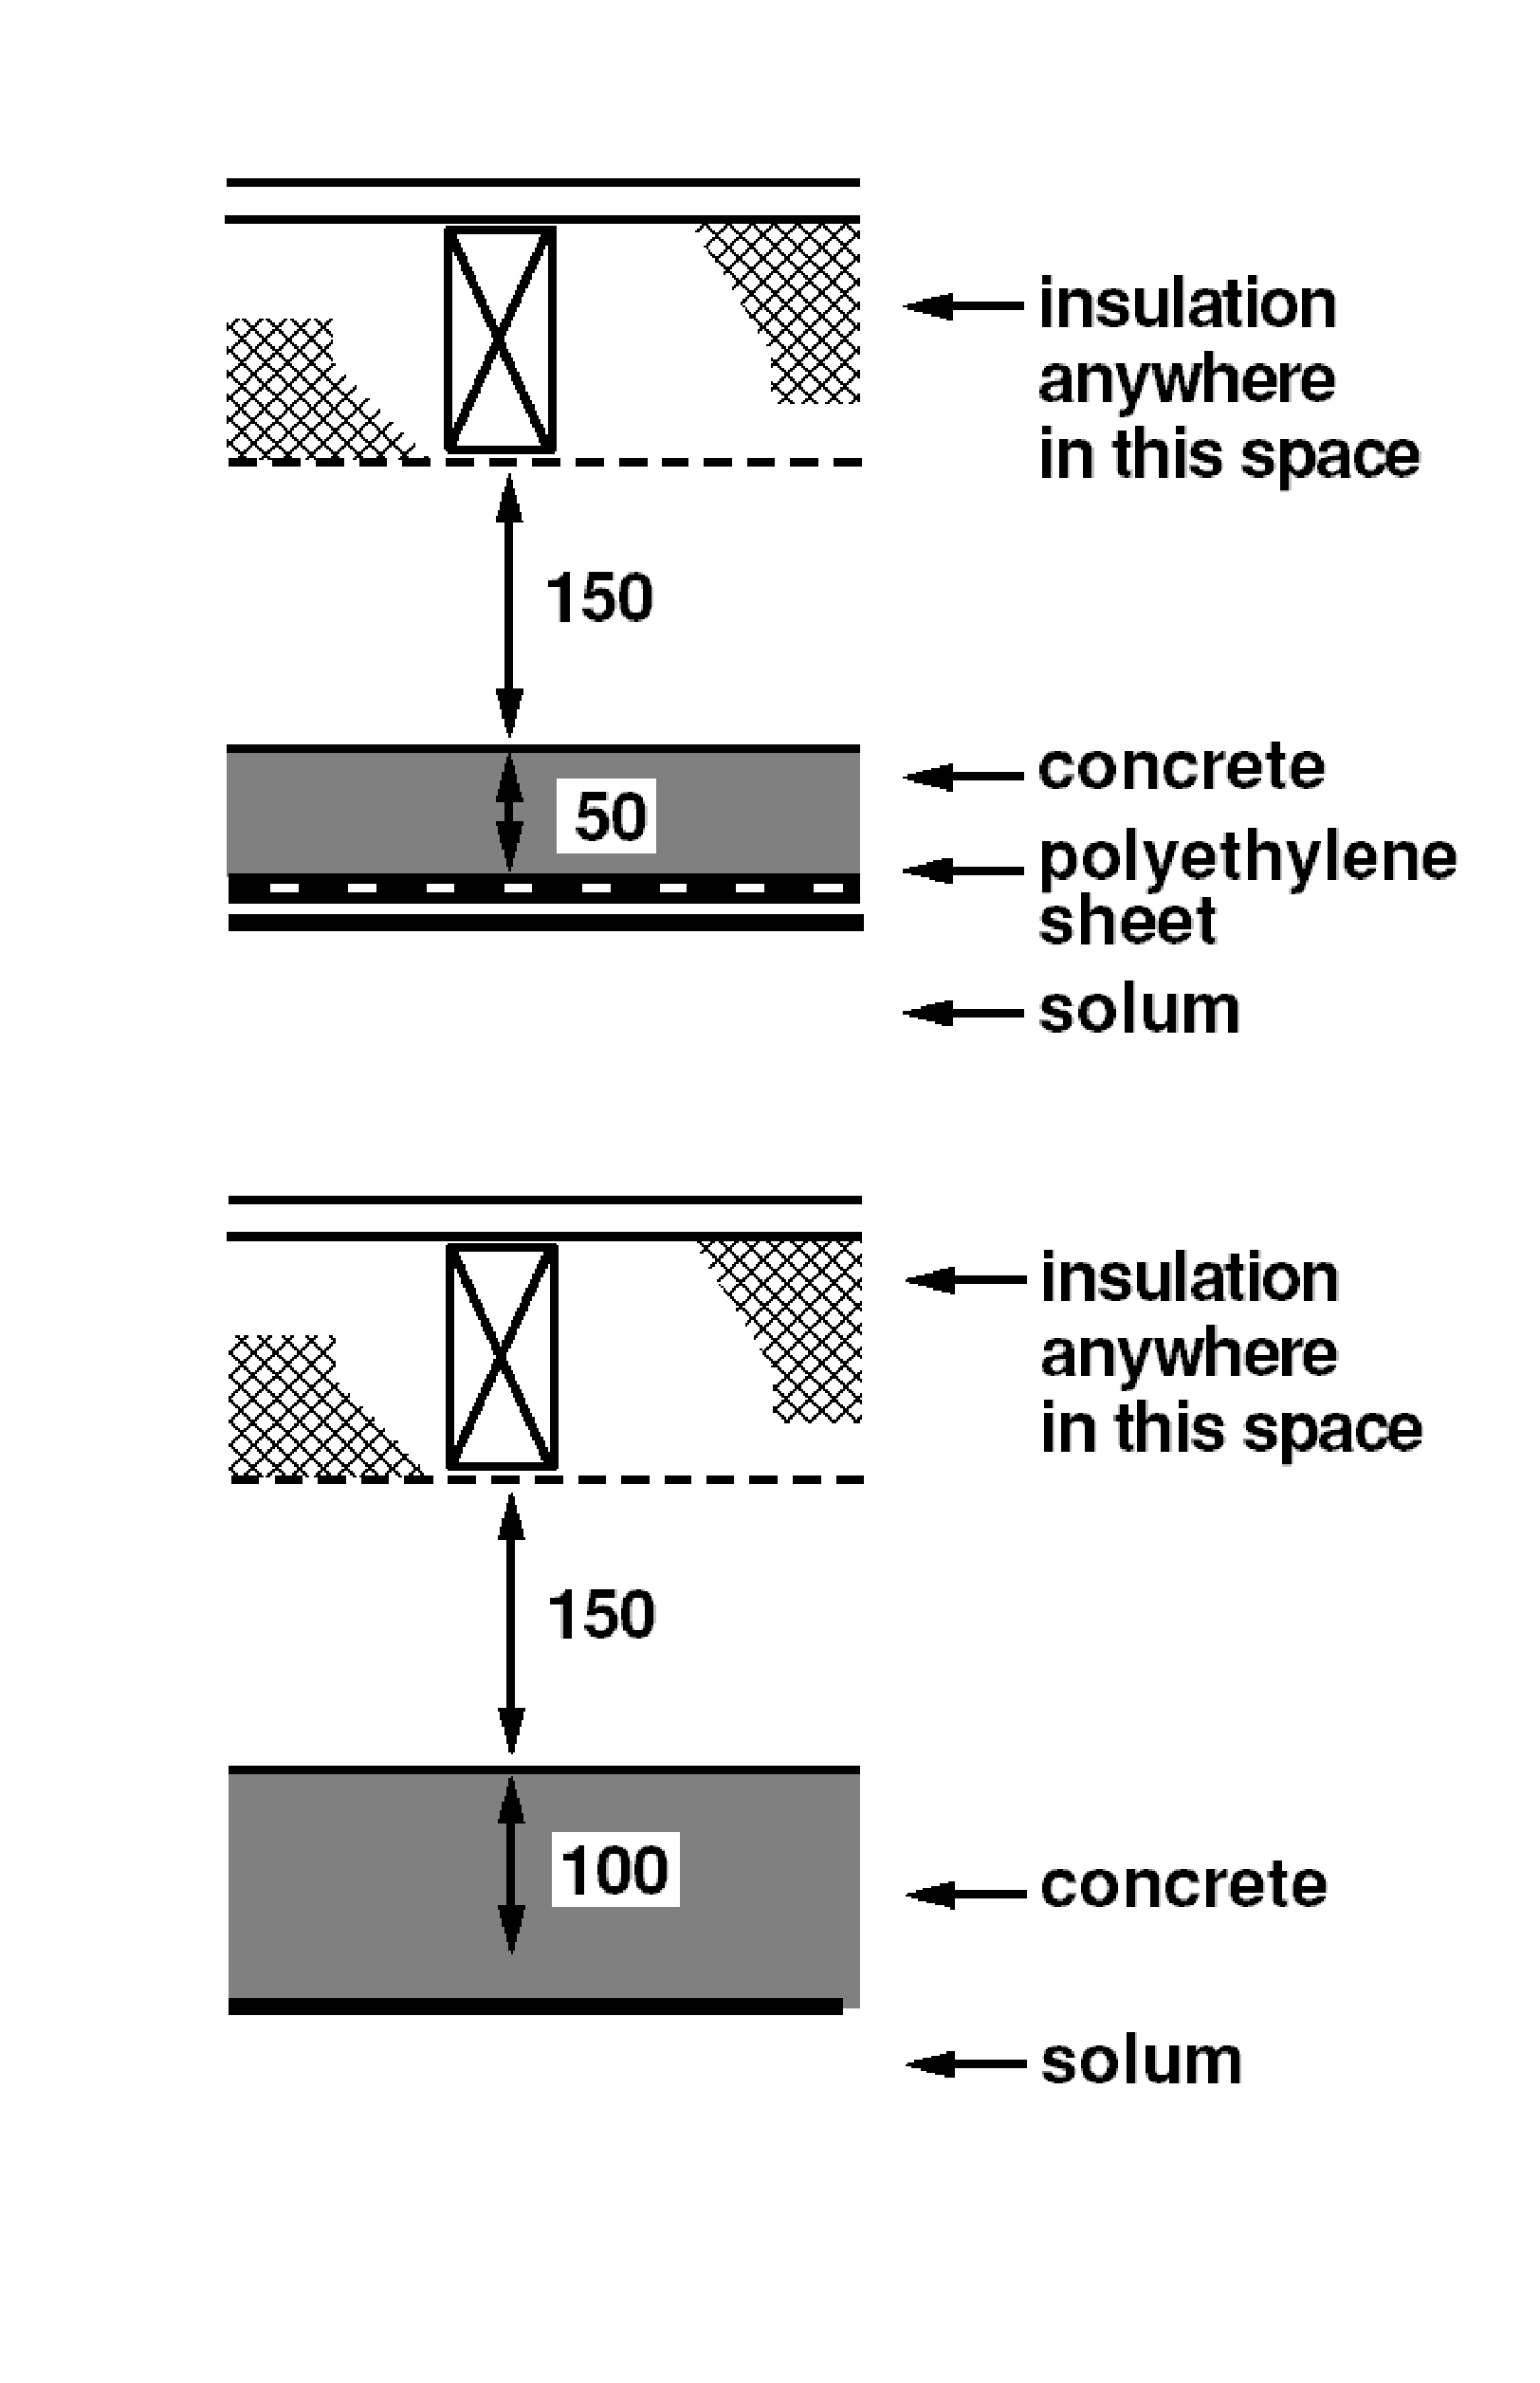 insulation
anywhere
in this space
150
concrete
50
polyethylene
sheet
solum
insulation
anywhere
in this space
150
100
concrete
solum